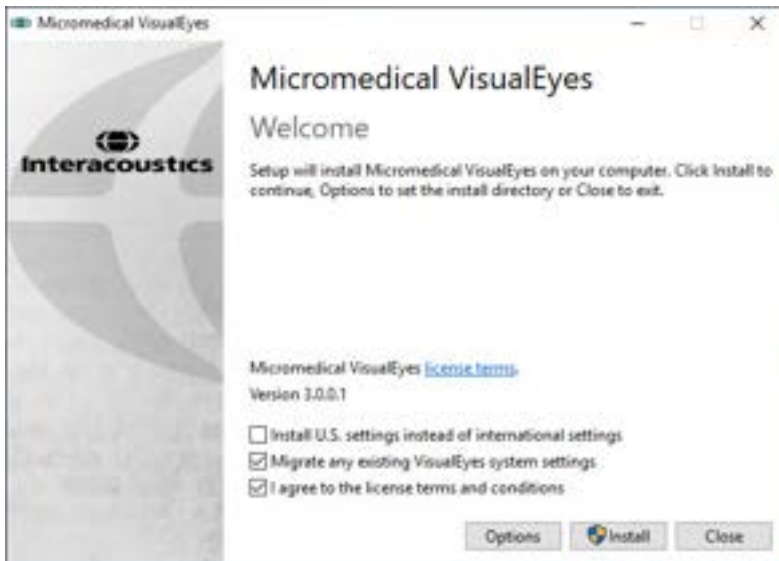 Micromedical VisualEyes
Interacoustics
Micromedical VisualEyes
Welcome
Setup will install Micromedical VisualEyes on your computer. Click Install to
continue, Options to set the install directory or Close to exit.
Micromedical VisualEyes license terms.
Version 3.0.0.1
Install U.S. settings instead of international settings
Migrate any existing VisualEyes system settings
I agree to the license terms and conditions
Options Install Close